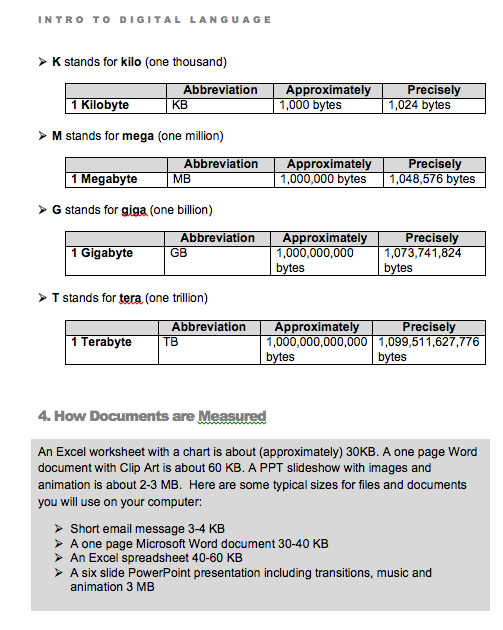 INTRO TO DIGITAL LANGUAGE
➢ K stands for kilo (one thousand)
Abbreviation Approximately Precisely
1 Kilobyte KB 1,000 bytes 1,024 bytes
➢ M stands for mega (one million)
Abbreviation Approximately Precisely
1 Megabyte MB 1,000,000 bytes 1,048,576 bytes
➢ G stands for giga (one billion)
Abbreviation Approximately Precisely
1 Gigabyte GB 1,000,000,000 1,073,741,824
bytes bytes
➢ T stands for tera (one trillion)
Abbreviation Approximately Precisely
1 Terabyte TB 1,000,000,000,000 1,099,511,627,776
bytes bytes
4. How Documents are Measured
An Excel worksheet with a chart is about (approximately) 30KB. A one page Word
document with Clip Art is about 60 KB. A PPT slideshow with images and
animation is about 2-3 MB. Here are some typical sizes for files and documents
you will use on your computer:
➢ Short email message 3-4 KB
➢ A one page Microsoft Word document 30-40 KB
➢ An Excel spreadsheet 40-60 KB
➢ A six slide PowerPoint presentation including transitions, music and
animation 3 MB